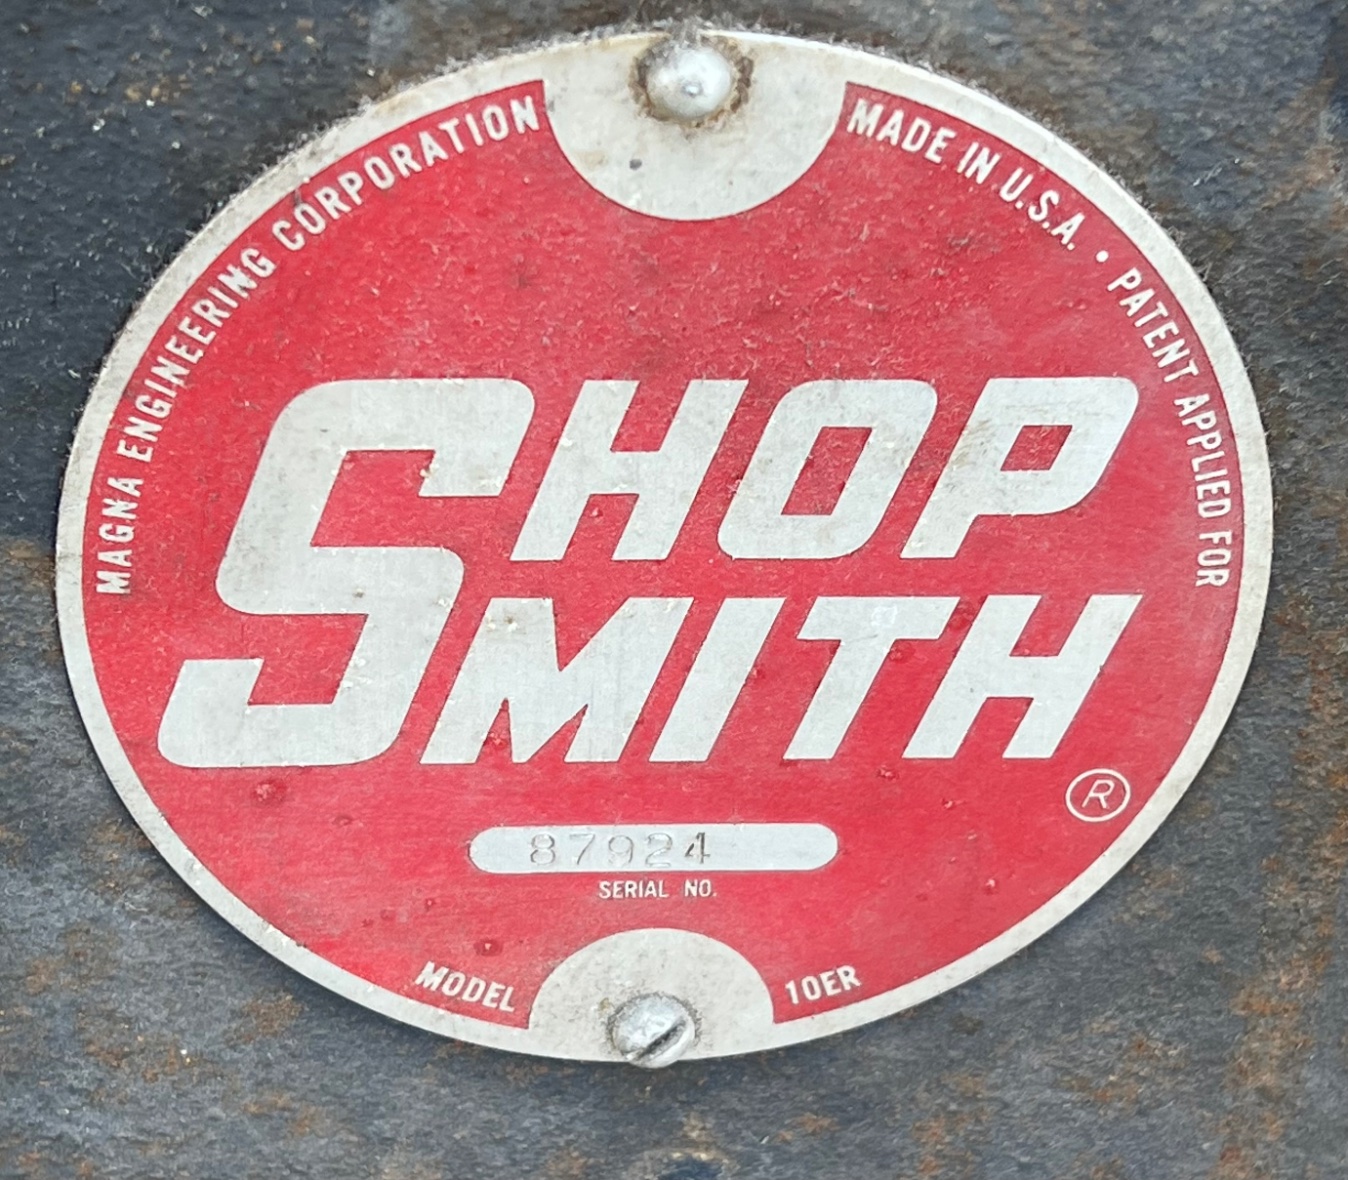 MAGNA ENGINEERING CORPORATION
MADE IN U.S.A. • PATENT APPLIED FOR
SHOP
SMITH
®
87924
SERIAL NO.
MODEL 10ER